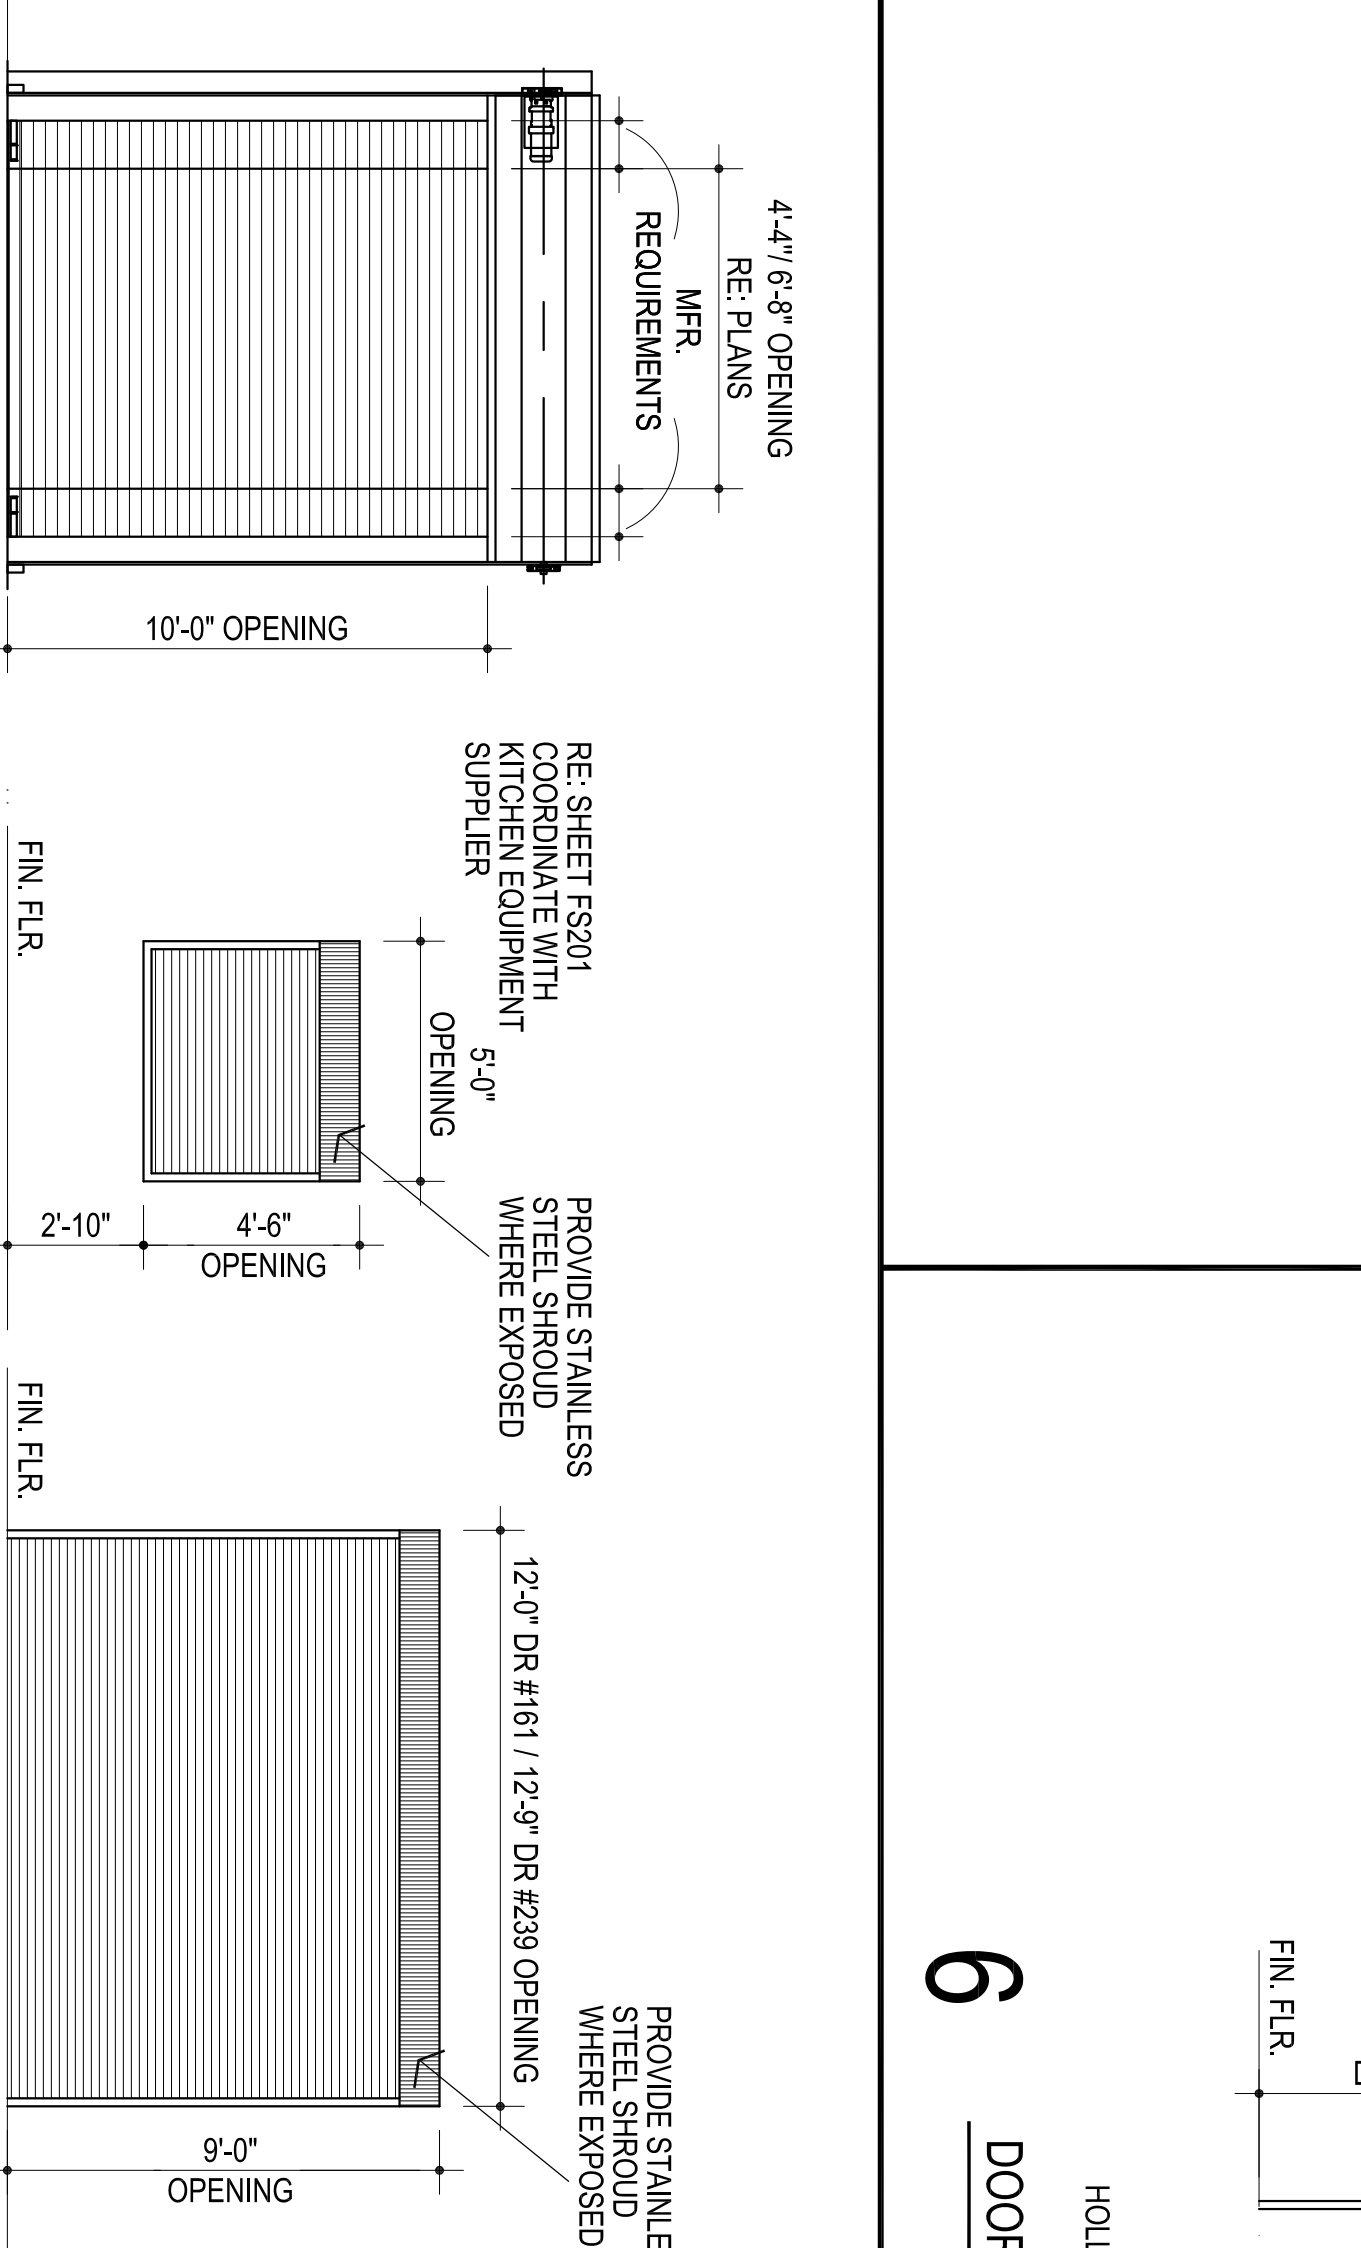 4'-4"/ 6'-8" OPENING
RE: PLANS
MFR.
REQUIREMENTS
10'-0" OPENING
RE: SHEET FS201
COORDINATE WITH
KITCHEN EQUIPMENT
SUPPLIER
5'-0"
OPENING
FIN. FLR.
2'-10"
4'-6"
OPENING
PROVIDE STAINLESS
STEEL SHROUD
WHERE EXPOSED
FIN. FLR.
12'-0" DR #161 / 12'-9" DR #239 OPENING
PROVIDE STAINLE
STEEL SHROUD
WHERE EXPOSED
9'-0"
OPENING
FIN. FLR.
6
DOOR
HOLL